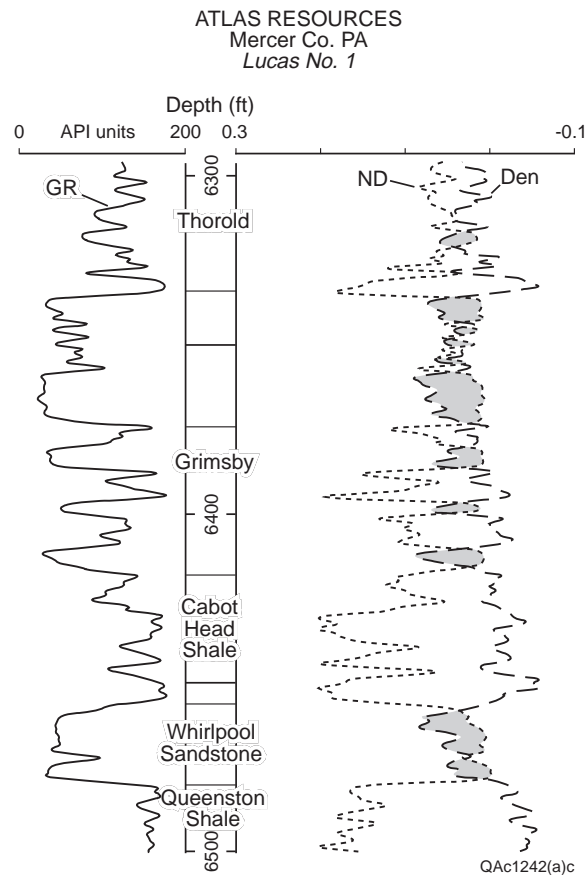 ATLAS RESOURCES
Mercer Co. PA
Lucas No. 1
Depth (ft)
0 API units 200 0.3 -0.1
6300
GR
ND
Den
Thorold
Grimsby
6400
Cabot
Head
Shale
Whirlpool
Sandstone
Queenston
Shale
6500
QAc1242(a)c